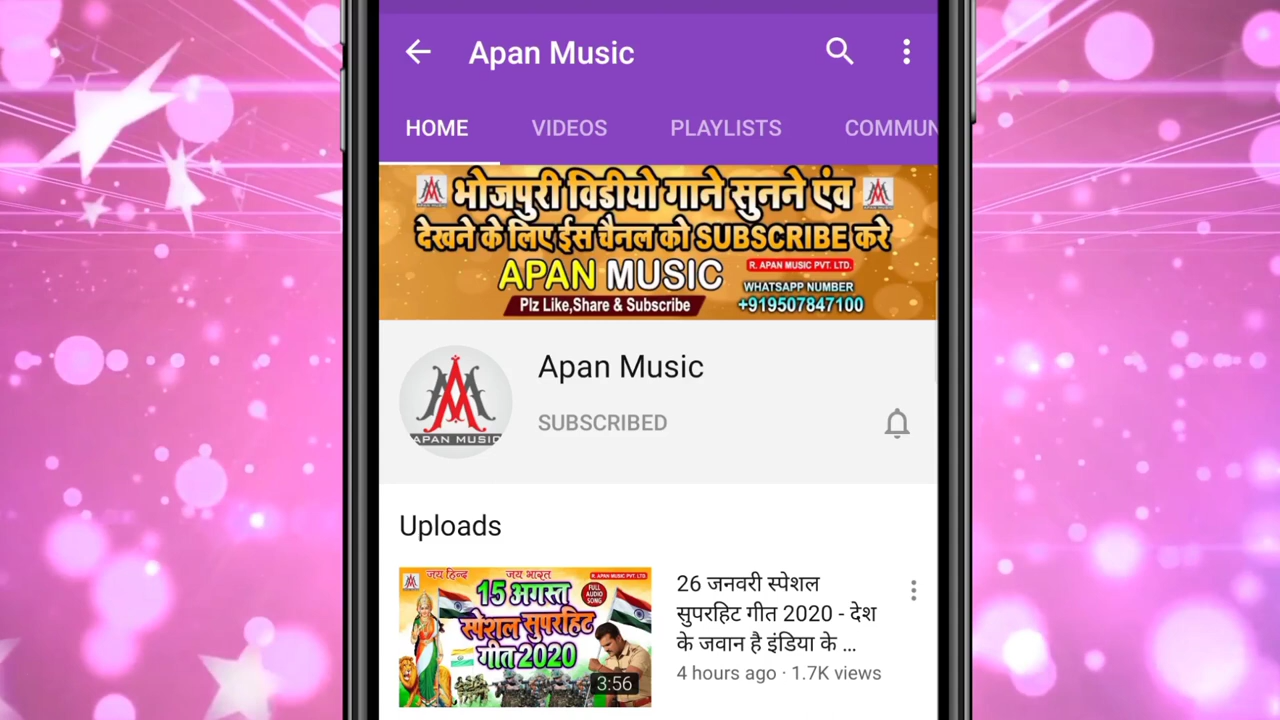 Apan Music
HOME VIDEOS PLAYLISTS COMMUN
भोजपुरी विडीयो गाने सुनने एंव
देखने के लिए ईस चैनल को SUBSCRIBE करे
APAN MUSIC
R. APAN MUSIC PVT. LTD.
WHATSAPP NUMBER
Plz Like,Share & Subscribe
+919507847100
Apan Music
SUBSCRIBED
APAN MUSIC
Uploads
जय हिन्द जय भारत
R. APAN MUSIC PVT. LTD
15 अगस्त
FULL
AUDIO
SONG
स्पेशल सुपरहिट
गीत 2020
3:56
26 जनवरी स्पेशल
सुपरहिट गीत 2020 - देश
के जवान है इंडिया के ...
4 hours ago · 1.7K views